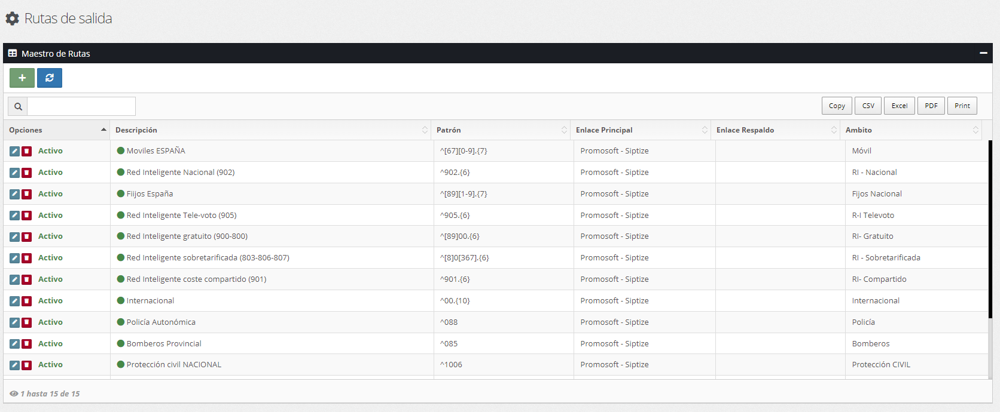 Rutas de salida
Maestro de Rutas
Copy CSV Excel PDF Print
Opciones Descripción Patrón Enlace Principal Enlace Respaldo Ambito
Activo Moviles ESPAÑA ^[67][0-9].{7} Promosoft - Siptize Móvil
Activo Red Inteligente Nacional (902) ^902.{6} Promosoft - Siptize RI - Nacional
Activo Fiijos España ^[89][1-9].{7} Promosoft - Siptize Fijos Nacional
Activo Red Inteligente Tele-voto (905) ^905.{6} Promosoft - Siptize R-I Televoto
Activo Red Inteligente gratuito (900-800) ^[89]00.{6} Promosoft - Siptize RI- Gratuito
Activo Red Inteligente sobretarificada (803-806-807) ^[8]0[367].{6} Promosoft - Siptize RI - Sobretarificada
Activo Red Inteligente coste compartido (901) ^901.{6} Promosoft - Siptize RI- Compartido
Activo Internacional ^00.{10} Promosoft - Siptize Internacional
Activo Policía Autonómica ^088 Promosoft - Siptize Policía
Activo Bomberos Provincial ^085 Promosoft - Siptize Bomberos
Activo Protección civil NACIONAL ^1006 Promosoft - Siptize Protección CIVIL
1 hasta 15 de 15